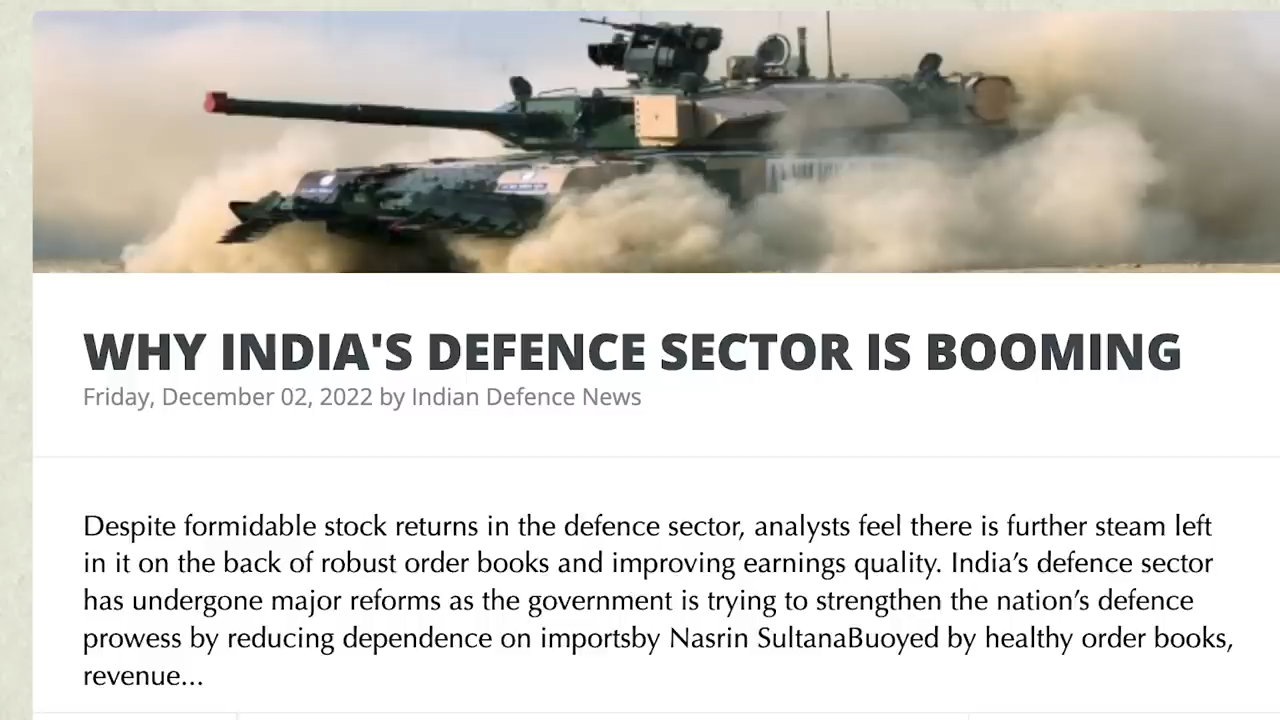 WHY INDIA'S DEFENCE SECTOR IS BOOMING
Friday, December 02, 2022 by Indian Defence News
Despite formidable stock returns in the defence sector, analysts feel there is further steam left
in it on the back of robust order books and improving earnings quality. India’s defence sector
has undergone major reforms as the government is trying to strengthen the nation’s defence
prowess by reducing dependence on importsby Nasrin SultanaBuoyed by healthy order books,
revenue...